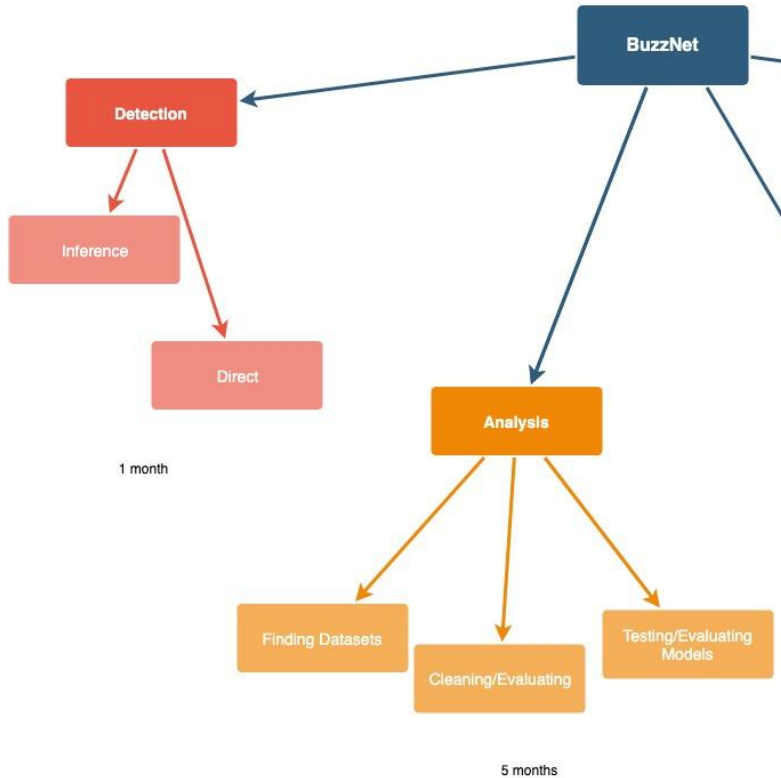 BuzzNet
Detection
Inference
Direct
1 month
Analysis
Finding Datasets
Cleaning/Evaluating
Testing/Evaluating
Models
5 months